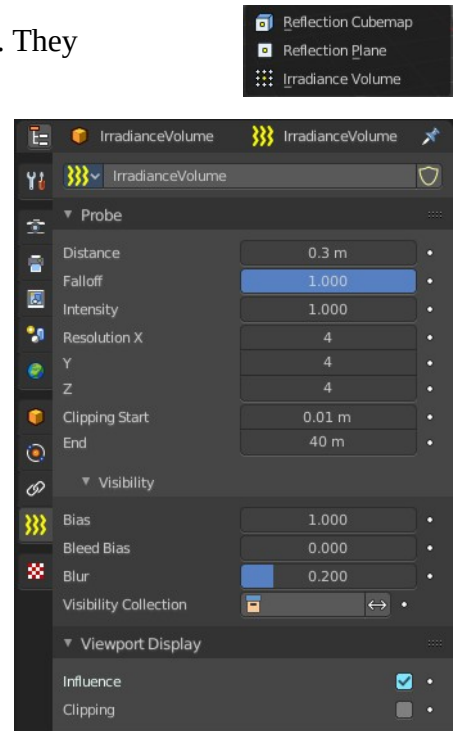 . They
Reflection Cubemap
Reflection Plane
Irradiance Volume
IrradianceVolume IrradianceVolume
IrradianceVolume
Probe
Distance 0.3 m
Falloff 1.000
Intensity 1.000
Resolution X 4
Y 4
Z 4
Clipping Start 0.01 m
End 40 m
Visibility
Bias 1.000
Bleed Bias 0.000
Blur 0.200
Visibility Collection
Viewport Display
Influence
Clipping